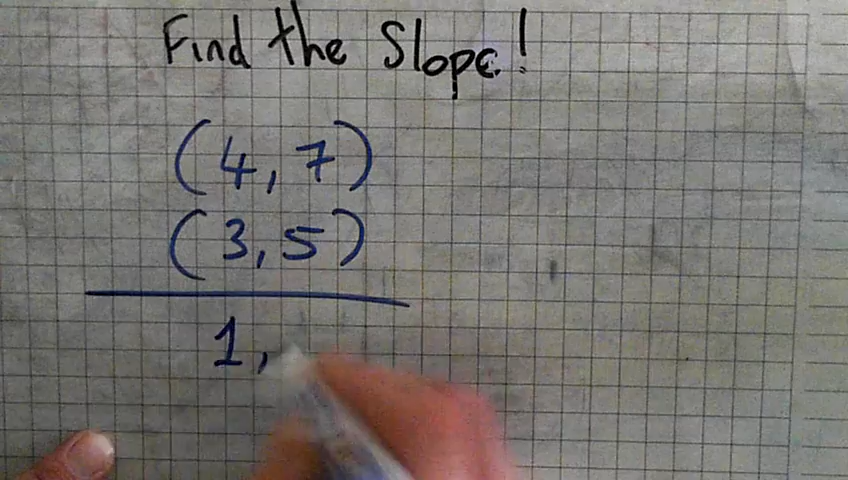 Find the Slope!
(4,7)
(3,5)
1,